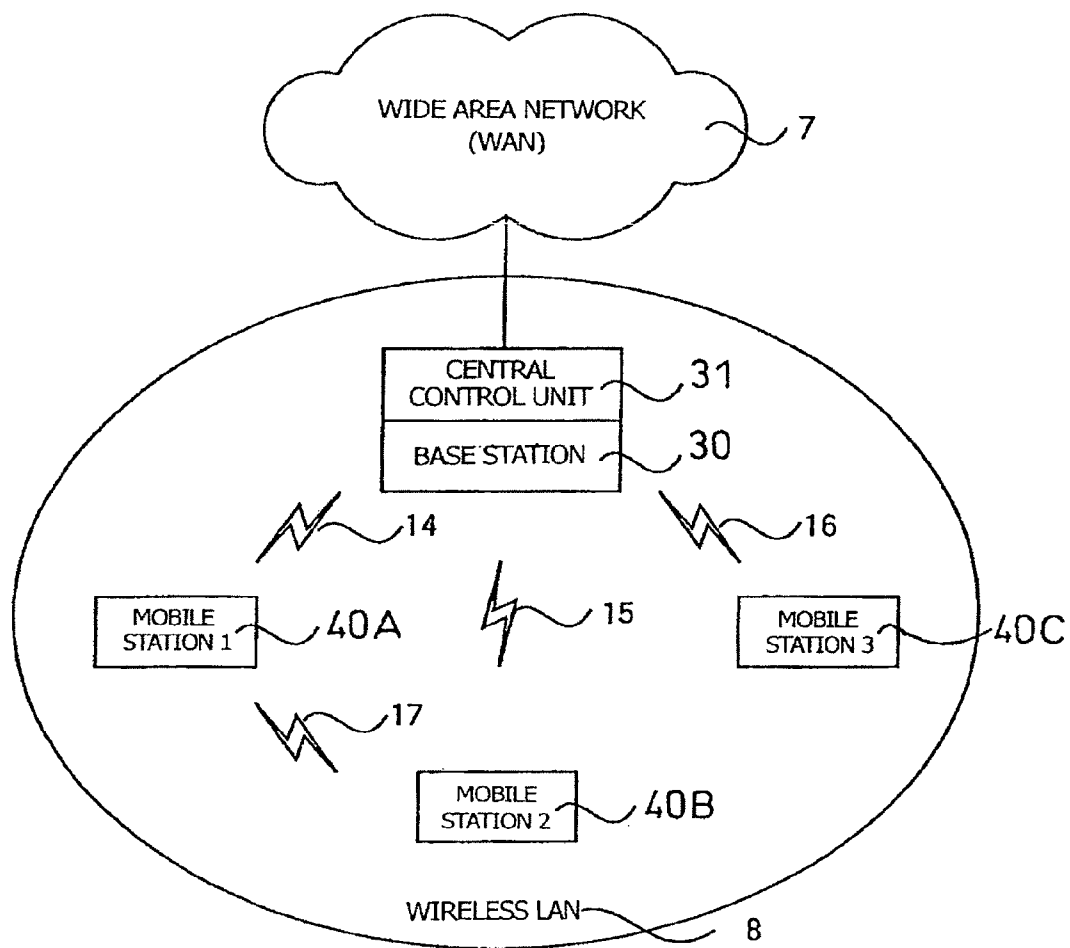 WIDE AREA NETWORK
(WAN)
7
CENTRAL
CONTROL UNIT
31
BASE STATION
30
14
16
15
MOBILE
STATION 1
40A
MOBILE
STATION 3
40C
17
MOBILE
STATION 2
40B
WIRELESS LAN
8